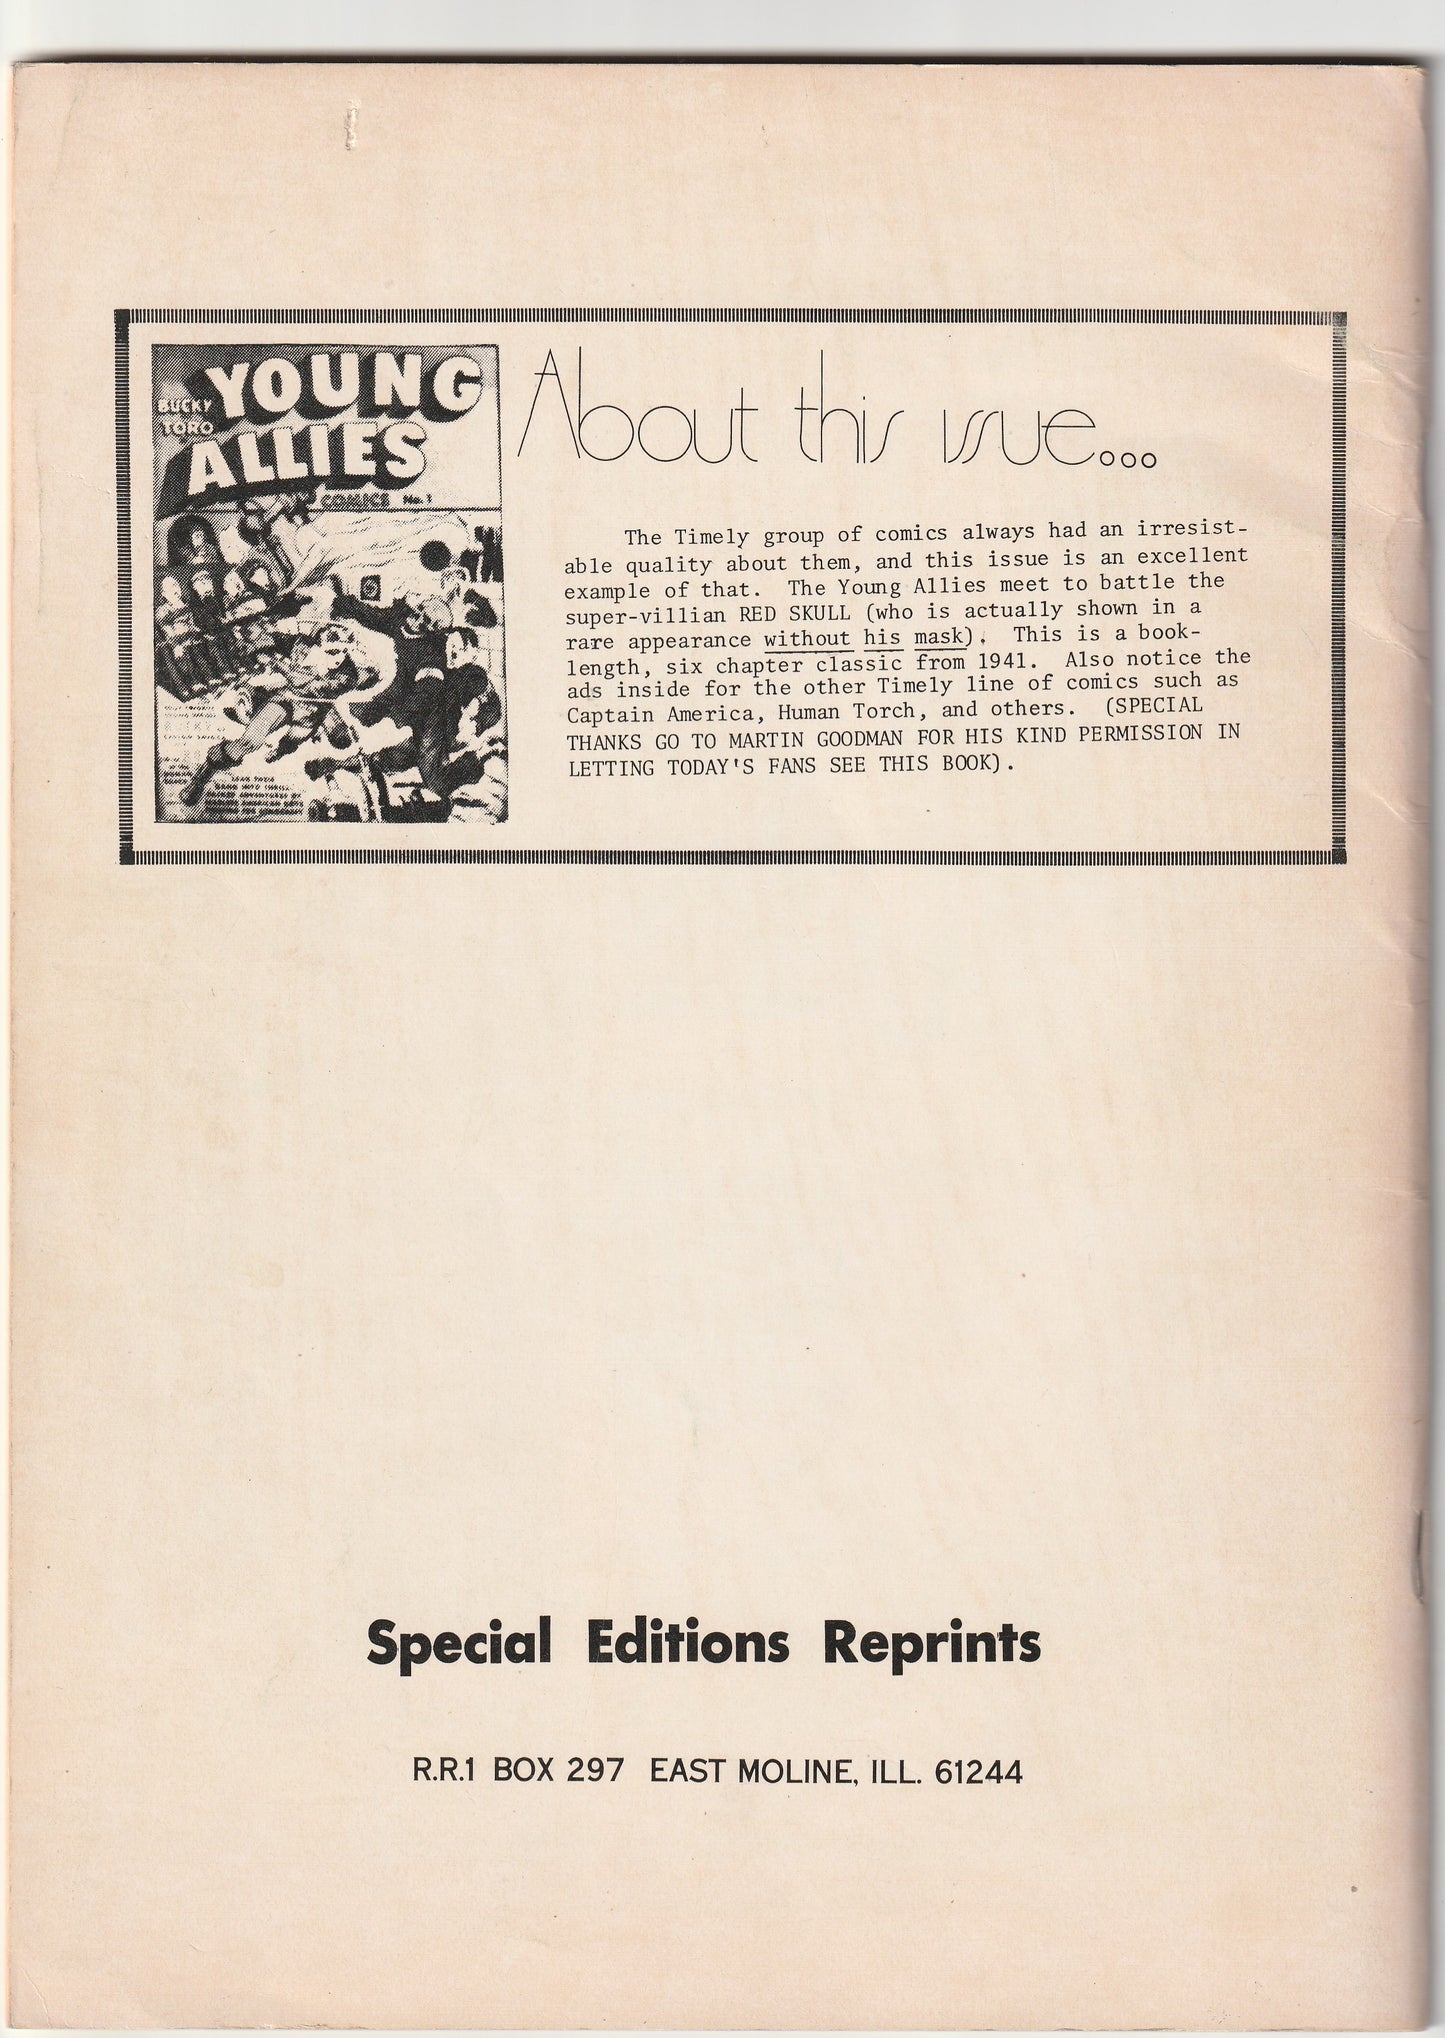 YOUNG
BUCKY
TORO
ALLIES
COMICS No. 1
About this issue...
The Timely group of comics always had an irresist-
able quality about them, and this issue is an excellent
example of that. The Young Allies meet to battle the
super-villian RED SKULL (who is actually shown in a
rare appearance without his mask). This is a book-
length, six chapter classic from 1941. Also notice the
ads inside for the other Timely line of comics such as
Captain America, Human Torch, and others. (SPECIAL
THANKS GO TO MARTIN GOODMAN FOR HIS KIND PERMISSION IN
LETTING TODAY'S FANS SEE THIS BOOK).
Special Editions Reprints
R.R.1 BOX 297 EAST MOLINE, ILL. 61244